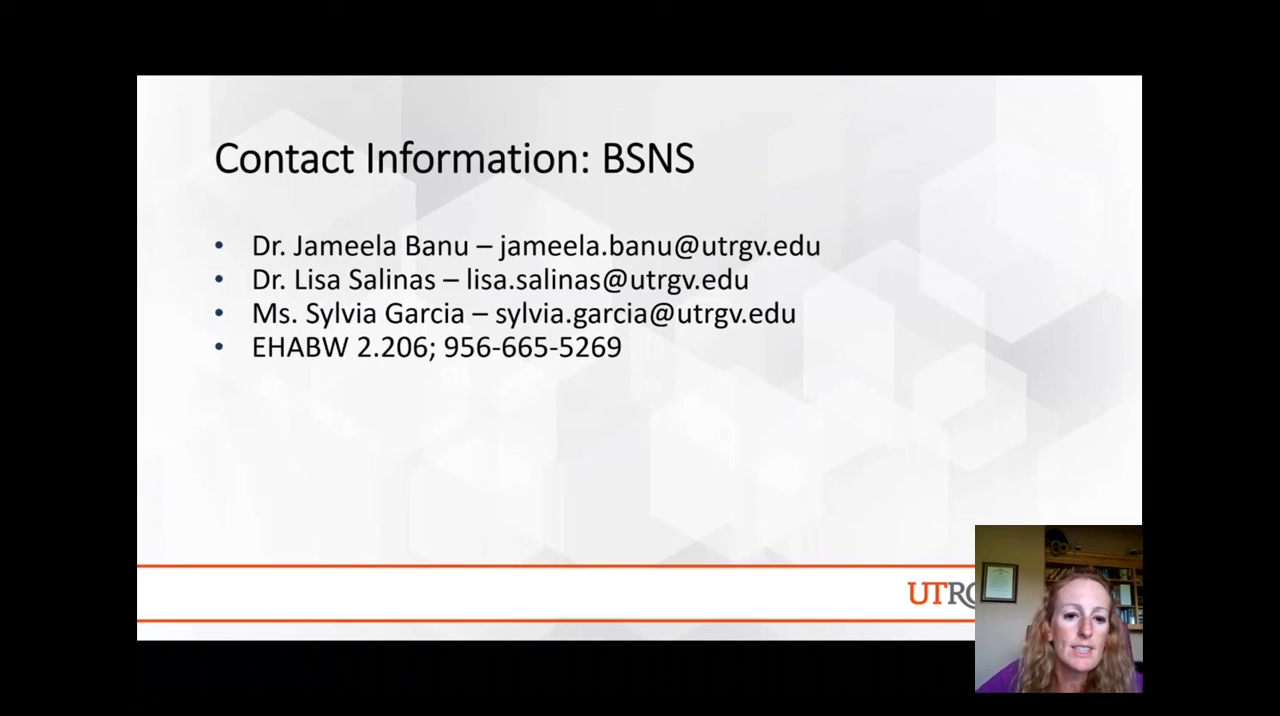 Contact Information: BSNS
• Dr. Jameela Banu – jameela.banu@utrgv.edu
• Dr. Lisa Salinas – lisa.salinas@utrgv.edu
• Ms. Sylvia Garcia – sylvia.garcia@utrgv.edu
• EHABW 2.206; 956-665-5269